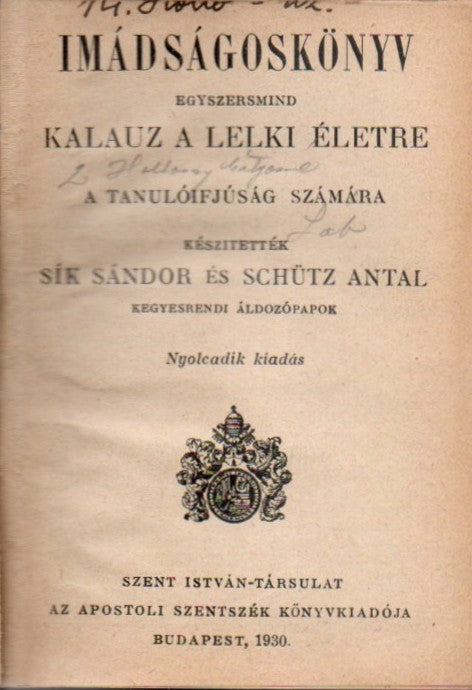 IMÁDSÁGOSKÖNYV
EGYSZERSMIND
KALAUZ A LELKI ÉLETRE
A TANULÓIFJÚSÁG SZÁMÁRA
KÉSZITETTÉK
SÍK SÁNDOR ÉS SCHÜTZ ANTAL
KEGYESRENDI ÁLDOZÓPAPOK
Nyolcadik kiadás
SZENT ISTVÁN-TÁRSULAT
AZ APOSTOLI SZENTSZÉK KÖNYVKIADÓJA
BUDAPEST, 1930.